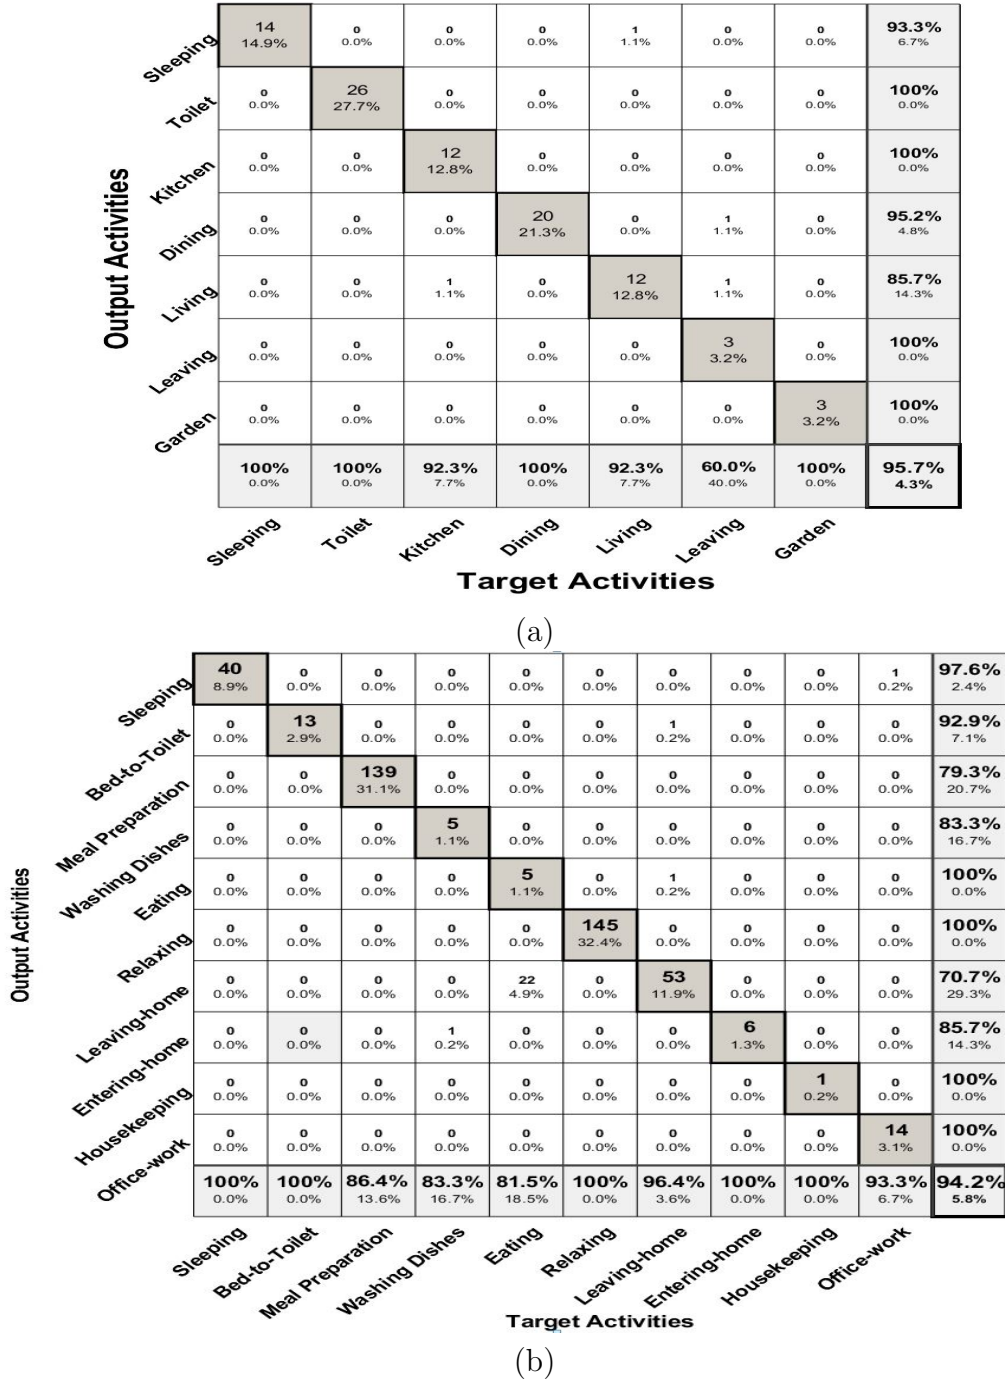 Output Activities
Sleeping 14 0 0 0 1 0 0 93.3%
14.9% 0.0% 0.0% 0.0% 1.1% 0.0% 0.0% 6.7%
Toilet 0 26 0 0 0 0 0 100%
0.0% 27.7% 0.0% 0.0% 0.0% 0.0% 0.0% 0.0%
Kitchen 0 0 12 0 0 0 0 100%
0.0% 0.0% 12.8% 0.0% 0.0% 0.0% 0.0% 0.0%
Dining 0 0 0 20 0 1 0 95.2%
0.0% 0.0% 0.0% 21.3% 0.0% 1.1% 0.0% 4.8%
Living 0 0 1 0 12 1 0 85.7%
0.0% 0.0% 1.1% 0.0% 12.8% 1.1% 0.0% 14.3%
Leaving 0 0 0 0 0 3 0 100%
0.0% 0.0% 0.0% 0.0% 0.0% 3.2% 0.0% 0.0%
Garden 0 0 0 0 0 0 3 100%
0.0% 0.0% 0.0% 0.0% 0.0% 0.0% 3.2% 0.0%
100% 100% 92.3% 100% 92.3% 60.0% 100% 95.7%
0.0% 0.0% 7.7% 0.0% 7.7% 40.0% 0.0% 4.3%
Sleeping Toilet Kitchen Dining Living Leaving Garden
Target Activities
(a)
Output Activities
Sleeping 40 0 0 0 0 0 0 0 0 1 97.6%
8.9% 0.0% 0.0% 0.0% 0.0% 0.0% 0.0% 0.0% 0.0% 0.2% 2.4%
Bed-to-Toilet 0 13 0 0 0 0 1 0 0 0 92.9%
0.0% 2.9% 0.0% 0.0% 0.0% 0.0% 0.2% 0.0% 0.0% 0.0% 7.1%
Meal Preparation 0 0 139 0 0 0 0 0 0 0 79.3%
0.0% 0.0% 31.1% 0.0% 0.0% 0.0% 0.0% 0.0% 0.0% 0.0% 20.7%
Washing Dishes 0 0 0 5 0 0 0 0 0 0 83.3%
0.0% 0.0% 0.0% 1.1% 0.0% 0.0% 0.0% 0.0% 0.0% 0.0% 16.7%
Eating 0 0 0 0 5 0 1 0 0 0 100%
0.0% 0.0% 0.0% 0.0% 1.1% 0.0% 0.2% 0.0% 0.0% 0.0% 0.0%
Relaxing 0 0 0 0 0 145 0 0 0 0 100%
0.0% 0.0% 0.0% 0.0% 0.0% 32.4% 0.0% 0.0% 0.0% 0.0% 0.0%
Leaving-home 0 0 0 0 22 0 53 0 0 0 70.7%
0.0% 0.0% 0.0% 0.0% 4.9% 0.0% 11.9% 0.0% 0.0% 0.0% 29.3%
Entering-home 0 0 0 1 0 0 0 6 0 0 85.7%
0.0% 0.0% 0.0% 0.2% 0.0% 0.0% 0.0% 1.3% 0.0% 0.0% 14.3%
Housekeeping 0 0 0 0 0 0 0 0 1 0 100%
0.0% 0.0% 0.0% 0.0% 0.0% 0.0% 0.0% 0.0% 0.2% 0.0% 0.0%
Office-work 0 0 0 0 0 0 0 0 0 14 100%
0.0% 0.0% 0.0% 0.0% 0.0% 0.0% 0.0% 0.0% 0.0% 3.1% 0.0%
100% 100% 86.4% 83.3% 81.5% 100% 96.4% 100% 100% 93.3% 94.2%
0.0% 0.0% 13.6% 16.7% 18.5% 0.0% 3.6% 0.0% 0.0% 6.7% 5.8%
Sleeping Bed-to-Toilet Meal Preparation Washing Dishes Eating Relaxing Leaving-home Entering-home Housekeeping Office-work
Target Activities
(b)